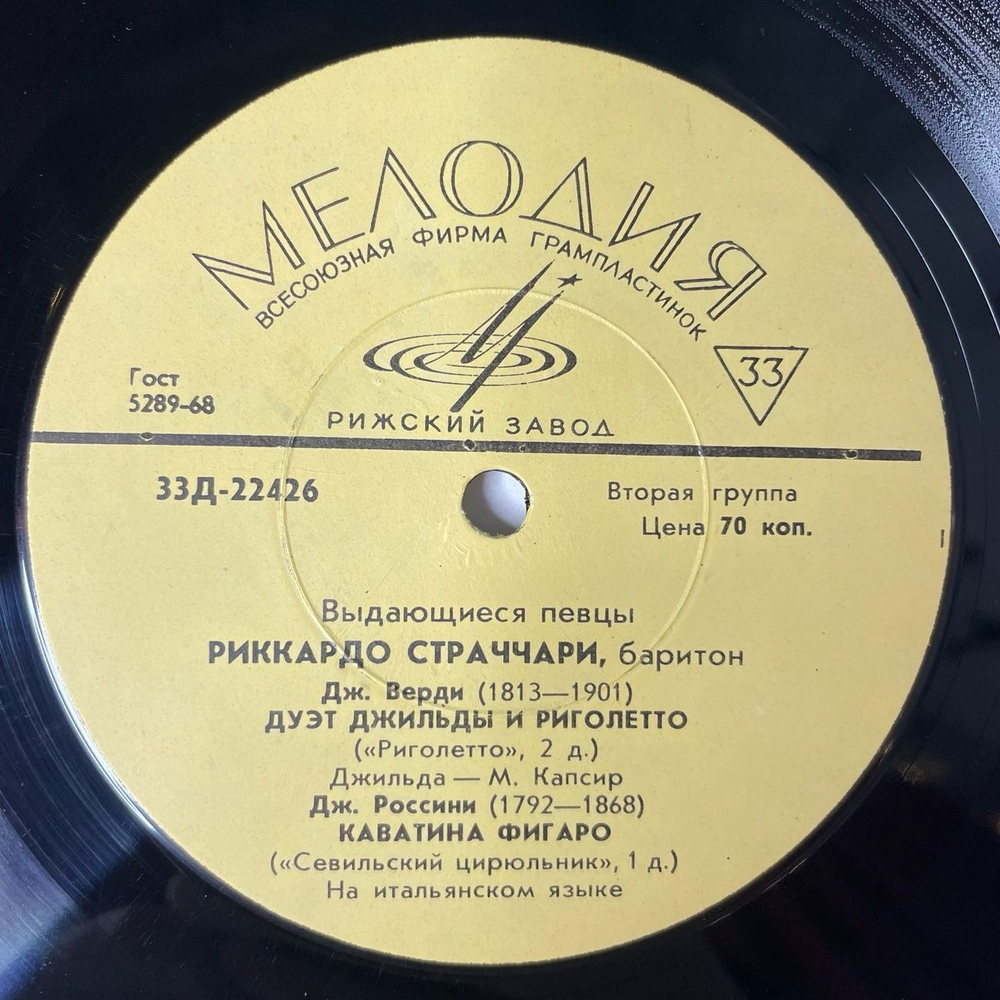 МЕЛОДИЯ
ВСЕСОЮЗНАЯ ФИРМА ГРАМПЛАСТИНОК
33
Гост
5289-68
РИЖСКИЙ ЗАВОД
33Д-22426
Вторая группа
Цена 70 коп.
Выдающиеся певцы
РИККАРДО СТРАЧЧАРИ, баритон
Дж. Верди (1813—1901)
ДУЭТ ДЖИЛЬДЫ И РИГОЛЕТТО
(«Риголетто», 2 д.)
Джильда — М. Капсир
Дж. Россини (1792—1868)
КАВАТИНА ФИГАРО
(«Севильский цирюльник», 1 д.)
На итальянском языке